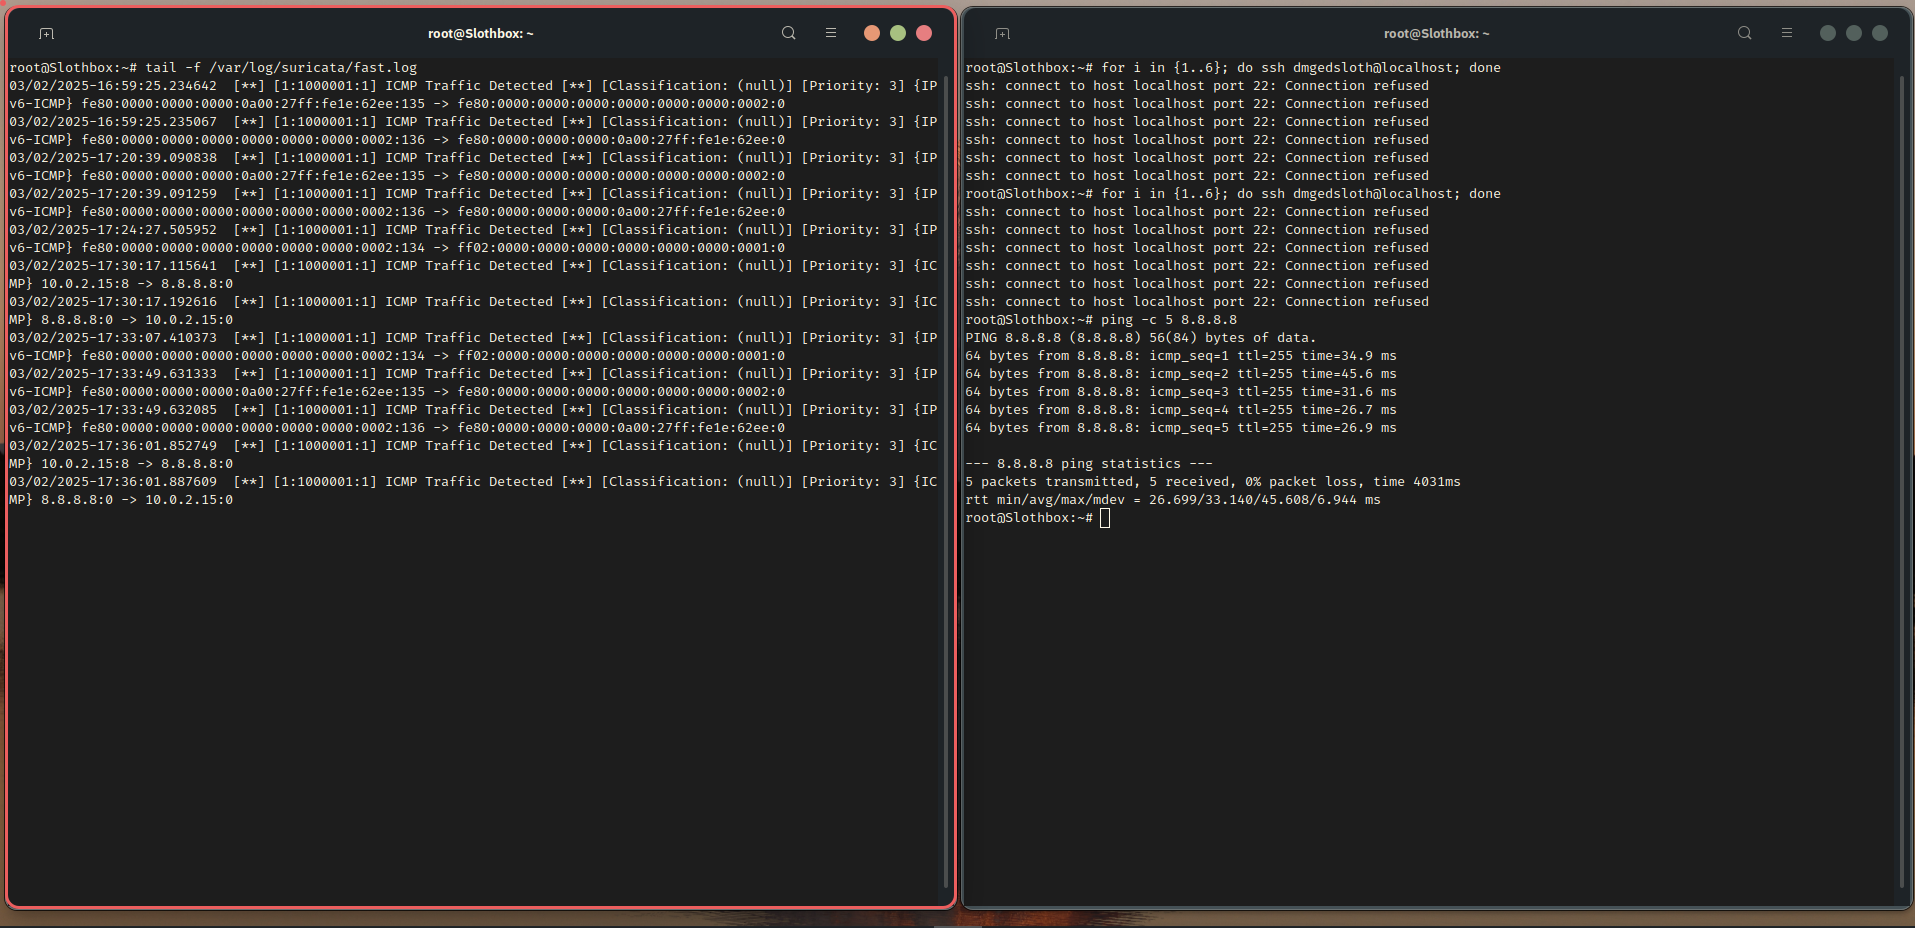 root@Slothbox: ~
root@Slothbox:~# tail -f /var/log/suricata/fast.log
03/02/2025-16:59:25.234642  [**] [1:1000001:1] ICMP Traffic Detected [**] [Classification: (null)] [Priority: 3] {IP
v6-ICMP} fe80:0000:0000:0000:0a00:27ff:fe1e:62ee:135 -> fe80:0000:0000:0000:0000:0000:0000:0002:0
03/02/2025-16:59:25.235067  [**] [1:1000001:1] ICMP Traffic Detected [**] [Classification: (null)] [Priority: 3] {IP
v6-ICMP} fe80:0000:0000:0000:0000:0000:0000:0002:136 -> fe80:0000:0000:0000:0a00:27ff:fe1e:62ee:0
03/02/2025-17:20:39.090838  [**] [1:1000001:1] ICMP Traffic Detected [**] [Classification: (null)] [Priority: 3] {IP
v6-ICMP} fe80:0000:0000:0000:0a00:27ff:fe1e:62ee:135 -> fe80:0000:0000:0000:0000:0000:0000:0002:0
03/02/2025-17:20:39.091259  [**] [1:1000001:1] ICMP Traffic Detected [**] [Classification: (null)] [Priority: 3] {IP
v6-ICMP} fe80:0000:0000:0000:0000:0000:0000:0002:136 -> fe80:0000:0000:0000:0a00:27ff:fe1e:62ee:0
03/02/2025-17:24:27.505952  [**] [1:1000001:1] ICMP Traffic Detected [**] [Classification: (null)] [Priority: 3] {IP
v6-ICMP} fe80:0000:0000:0000:0000:0000:0000:0002:134 -> ff02:0000:0000:0000:0000:0000:0000:0001:0
03/02/2025-17:30:17.115641  [**] [1:1000001:1] ICMP Traffic Detected [**] [Classification: (null)] [Priority: 3] {IC
MP} 10.0.2.15:8 -> 8.8.8.8:0
03/02/2025-17:30:17.192616  [**] [1:1000001:1] ICMP Traffic Detected [**] [Classification: (null)] [Priority: 3] {IC
MP} 8.8.8.8:0 -> 10.0.2.15:0
03/02/2025-17:33:07.410373  [**] [1:1000001:1] ICMP Traffic Detected [**] [Classification: (null)] [Priority: 3] {IP
v6-ICMP} fe80:0000:0000:0000:0000:0000:0000:0002:134 -> ff02:0000:0000:0000:0000:0000:0000:0001:0
03/02/2025-17:33:49.631333  [**] [1:1000001:1] ICMP Traffic Detected [**] [Classification: (null)] [Priority: 3] {IP
v6-ICMP} fe80:0000:0000:0000:0a00:27ff:fe1e:62ee:135 -> fe80:0000:0000:0000:0000:0000:0000:0002:0
03/02/2025-17:33:49.632085  [**] [1:1000001:1] ICMP Traffic Detected [**] [Classification: (null)] [Priority: 3] {IP
v6-ICMP} fe80:0000:0000:0000:0000:0000:0000:0002:136 -> fe80:0000:0000:0000:0a00:27ff:fe1e:62ee:0
03/02/2025-17:36:01.852749  [**] [1:1000001:1] ICMP Traffic Detected [**] [Classification: (null)] [Priority: 3] {IC
MP} 10.0.2.15:8 -> 8.8.8.8:0
03/02/2025-17:36:01.887609  [**] [1:1000001:1] ICMP Traffic Detected [**] [Classification: (null)] [Priority: 3] {IC
MP} 8.8.8.8:0 -> 10.0.2.15:0
root@Slothbox: ~
root@Slothbox:~# for i in {1..6}; do ssh dmgedsloth@localhost; done
ssh: connect to host localhost port 22: Connection refused
ssh: connect to host localhost port 22: Connection refused
ssh: connect to host localhost port 22: Connection refused
ssh: connect to host localhost port 22: Connection refused
ssh: connect to host localhost port 22: Connection refused
ssh: connect to host localhost port 22: Connection refused
root@Slothbox:~# for i in {1..6}; do ssh dmgedsloth@localhost; done
ssh: connect to host localhost port 22: Connection refused
ssh: connect to host localhost port 22: Connection refused
ssh: connect to host localhost port 22: Connection refused
ssh: connect to host localhost port 22: Connection refused
ssh: connect to host localhost port 22: Connection refused
ssh: connect to host localhost port 22: Connection refused
root@Slothbox:~# ping -c 5 8.8.8.8
PING 8.8.8.8 (8.8.8.8) 56(84) bytes of data.
64 bytes from 8.8.8.8: icmp_seq=1 ttl=255 time=34.9 ms
64 bytes from 8.8.8.8: icmp_seq=2 ttl=255 time=45.6 ms
64 bytes from 8.8.8.8: icmp_seq=3 ttl=255 time=31.6 ms
64 bytes from 8.8.8.8: icmp_seq=4 ttl=255 time=26.7 ms
64 bytes from 8.8.8.8: icmp_seq=5 ttl=255 time=26.9 ms
--- 8.8.8.8 ping statistics ---
5 packets transmitted, 5 received, 0% packet loss, time 4031ms
rtt min/avg/max/mdev = 26.699/33.140/45.608/6.944 ms
root@Slothbox:~#